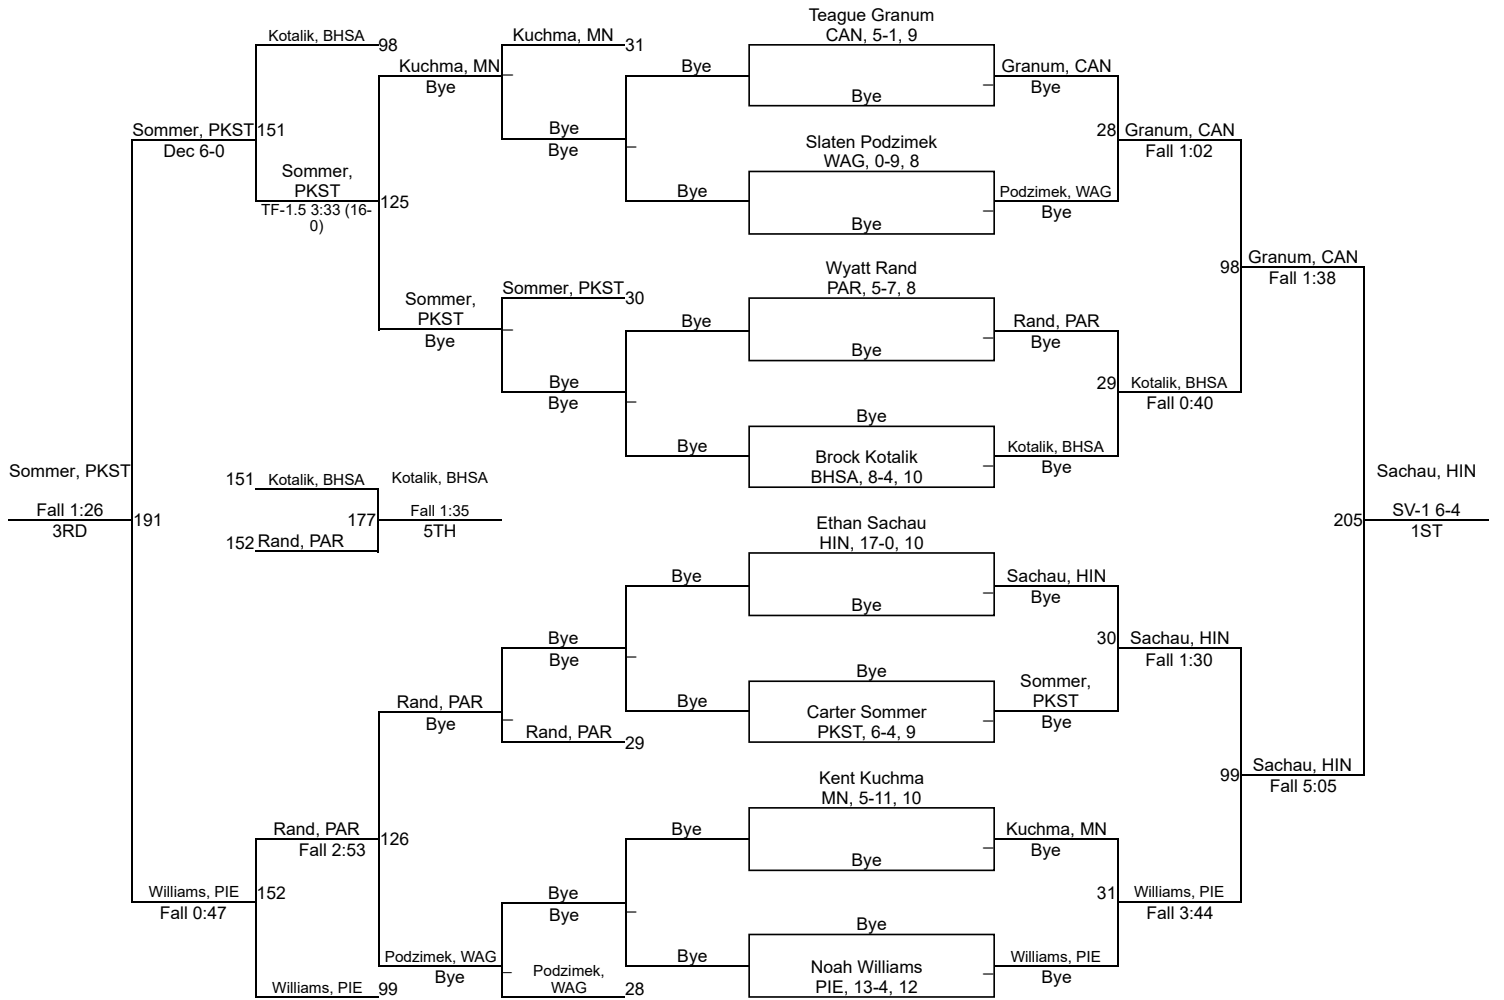 Teague Granum
CAN, 5-1, 9
Bye
Slaten Podzimek
WAG, 0-9, 8
Bye
Wyatt Rand
PAR, 5-7, 8
Bye
Bye
Brock Kotalik
BHSA, 8-4, 10
Ethan Sachau
HIN, 17-0, 10
Bye
Bye
Carter Sommer
PKST, 6-4, 9
Kent Kuchma
MN, 5-11, 10
Bye
Bye
Noah Williams
PIE, 13-4, 12
Granum, CAN
Bye
28
Podzimek, WAG
Bye
Rand, PAR
Bye
29
Kotalik, BHSA
Bye
Sachau, HIN
Bye
30
Sommer,
PKST
Bye
Kuchma, MN
Bye
31
Williams, PIE
Bye
Granum, CAN
Fall 1:02
98
Kotalik, BHSA
Fall 0:40
Sachau, HIN
Fall 1:30
99
Williams, PIE
Fall 3:44
Granum, CAN
Fall 1:38
205
Sachau, HIN
Fall 5:05
Sachau, HIN
SV-1 6-4
1ST
Bye
Bye
Bye
Bye
Bye
Bye
Bye
Bye
Kuchma, MN
31
Bye
Bye
Sommer, PKST
30
Bye
Bye
Bye
Bye
Rand, PAR
29
Bye
Bye
Podzimek,
WAG
28
Kuchma, MN
Bye
125
Sommer,
PKST
Bye
Rand, PAR
Bye
126
Podzimek, WAG
Bye
Kotalik, BHSA
98
151
Sommer,
PKST
TF-1.5 3:33 (16-
0)
Rand, PAR
Fall 2:53
152
Williams, PIE
99
Sommer, PKST
Dec 6-0
191
Williams, PIE
Fall 0:47
Sommer, PKST
Fall 1:26
3RD
151
Kotalik, BHSA
177
152
Rand, PAR
Kotalik, BHSA
Fall 1:35
5TH